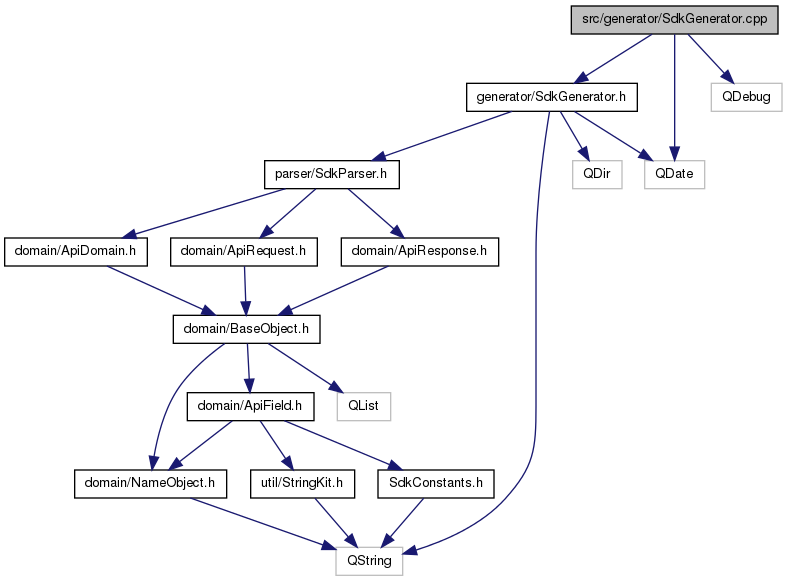 src/generator/SdkGenerator.cpp
generator/SdkGenerator.h
QDebug
parser/SdkParser.h
QDir
QDate
domain/ApiDomain.h
domain/ApiRequest.h
domain/ApiResponse.h
domain/BaseObject.h
domain/ApiField.h
QList
domain/NameObject.h
util/StringKit.h
SdkConstants.h
QString